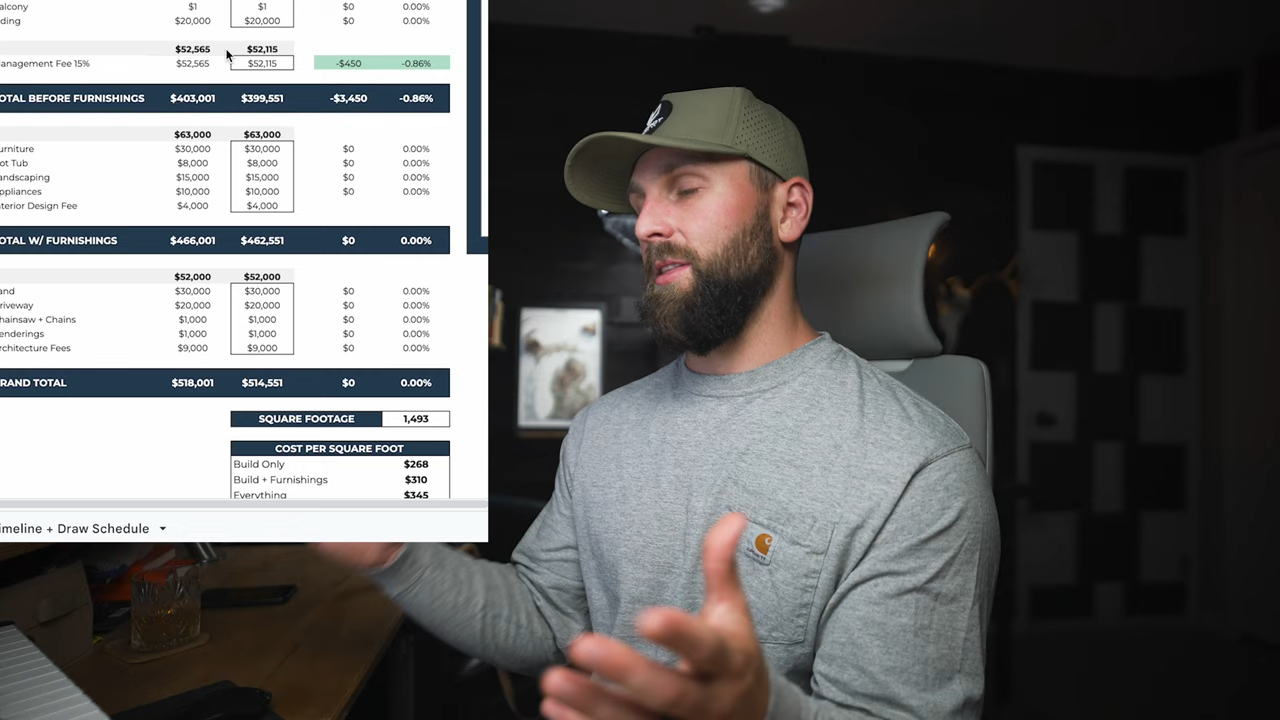 alcony $1 $1 $0 0.00%
ding $20,000 $20,000 $0 0.00%
$52,565 $52,115
anagement Fee 15% $52,565 $52,115 -$450 -0.86%
OTAL BEFORE FURNISHINGS $403,001 $399,551 -$3,450 -0.86%
$63,000 $63,000
urniture $30,000 $30,000 $0 0.00%
ot Tub $8,000 $8,000 $0 0.00%
andscaping $15,000 $15,000 $0 0.00%
ppliances $10,000 $10,000 $0 0.00%
nterior Design Fee $4,000 $4,000
OTAL W/ FURNISHINGS $466,001 $462,551 $0 0.00%
$52,000 $52,000
and $30,000 $30,000 $0 0.00%
riveway $20,000 $20,000 $0 0.00%
hainsaw + Chains $1,000 $1,000 $0 0.00%
enderings $1,000 $1,000 $0 0.00%
rchitecture Fees $9,000 $9,000 $0 0.00%
RAND TOTAL $518,001 $514,551 $0 0.00%
SQUARE FOOTAGE 1,493
COST PER SQUARE FOOT
Build Only $268
Build + Furnishings $310
Everything $345
imeline + Draw Schedule